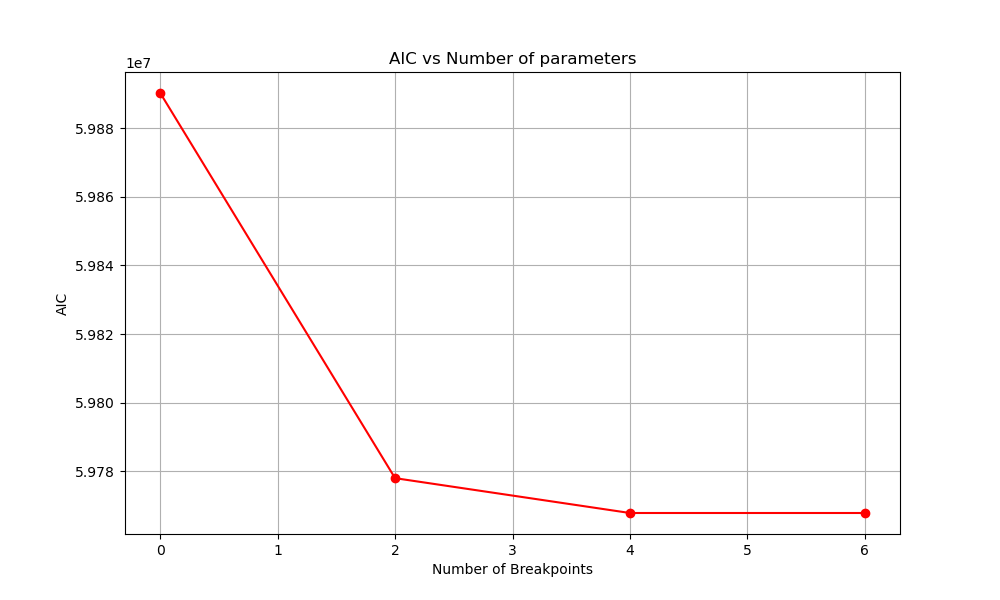 AIC vs Number of parameters
1e7
5.988
5.986
5.984
5.982
5.980
5.978
AIC
0 1 2 3 4 5 6
Number of Breakpoints